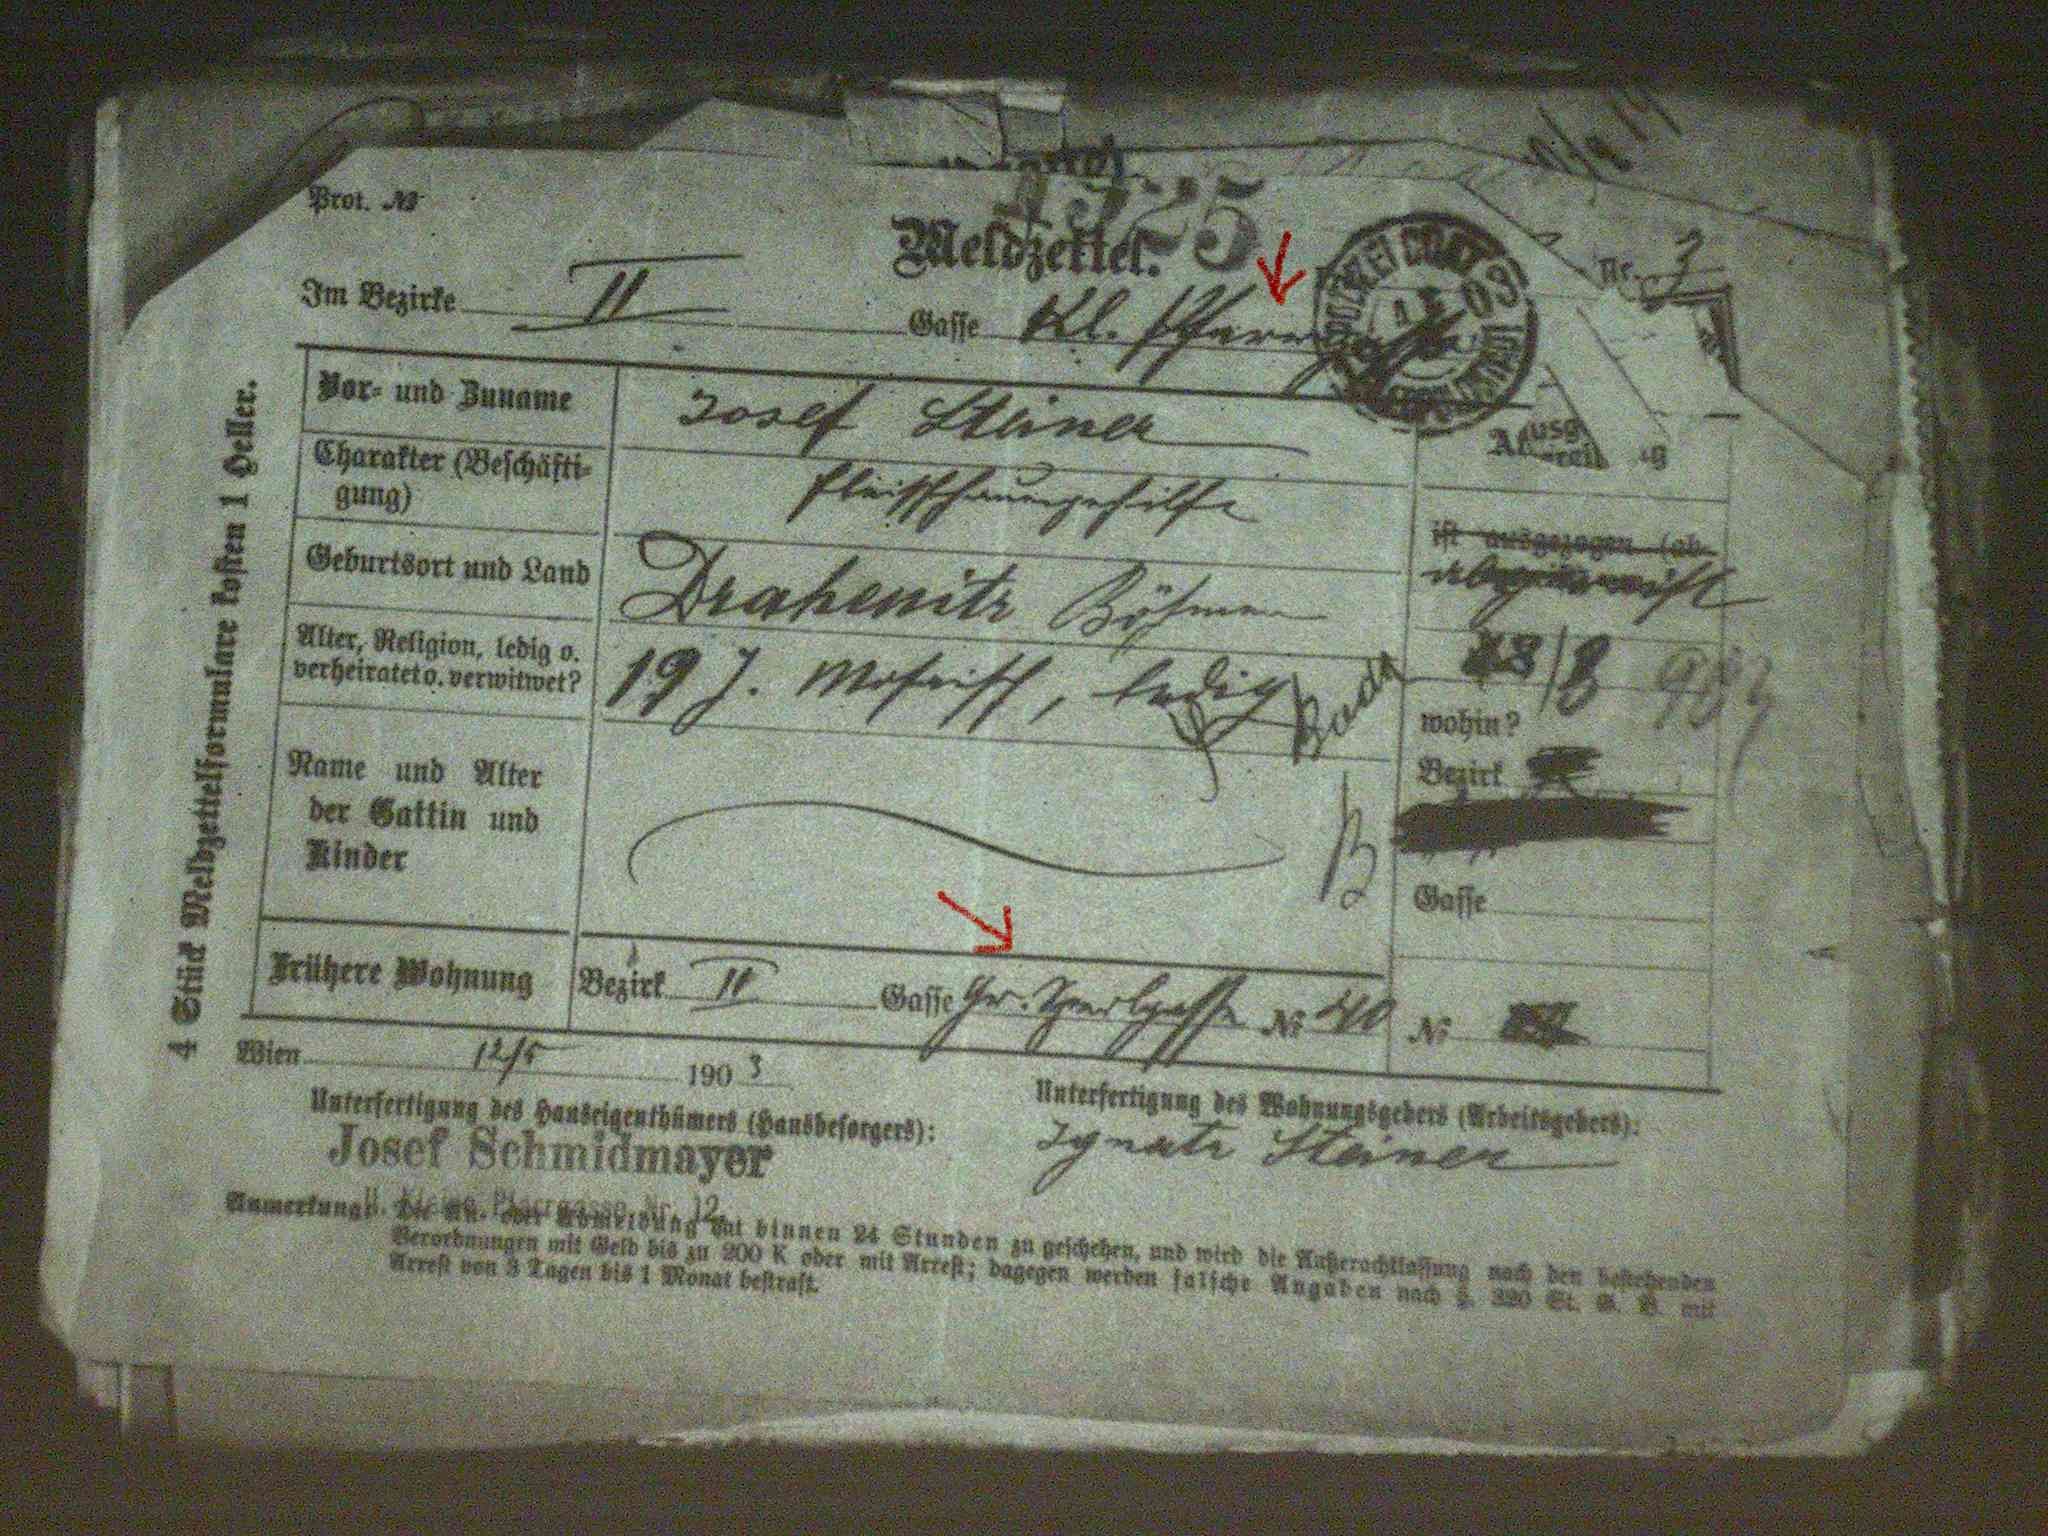 4 Stück Meldzettelformulare kosten 1 Heller.
Prot. №
1325
Meldzettel.
Im Bezirke II Gasse Kl. Pfarrgasse Nr. 3
Vor- und Zuname Josef Steiner
Charakter (Beschäfti-
gung) Fleischhauergehilfe
Geburtsort und Land Drahenitz Böhmen
Alter, Religion, ledig o.
verheiratet o. verwitwet? 19 J. Mosaisch, ledig
Name und Alter
der Gattin und
Kinder
Frühere Wohnung Bezirk II Gasse Gr. Sperlgasse № 40
ist ausgezogen (ab-
wohin?
Bezirk
Gasse
№
Wien 12/5 1903
Unterfertigung des Hauseigenthümers (Hausbesorgers):
Josef Schmidmayer
II. Kleine Pfarrgasse Nr. 12.
Unterfertigung des Wohnungsgebers (Arbeitsgebers):
Ignatz Steiner
Anmerkung: Die An- oder Abmeldung hat binnen 24 Stunden zu geschehen, und wird die Außerachtlassung nach den bestehenden
Verordnungen mit Geld bis zu 200 K oder mit Arrest; dagegen werden falsche Angaben nach §. 320 St. G. B. mit
Arrest von 3 Tagen bis 1 Monat bestraft.